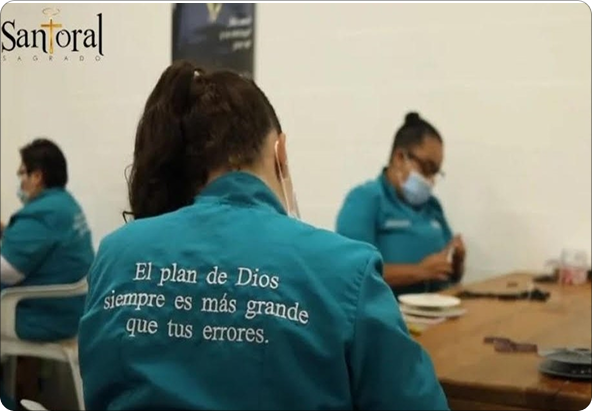 Santoral
SAGRADO
El plan de Dios
siempre es más grande
que tus errores.